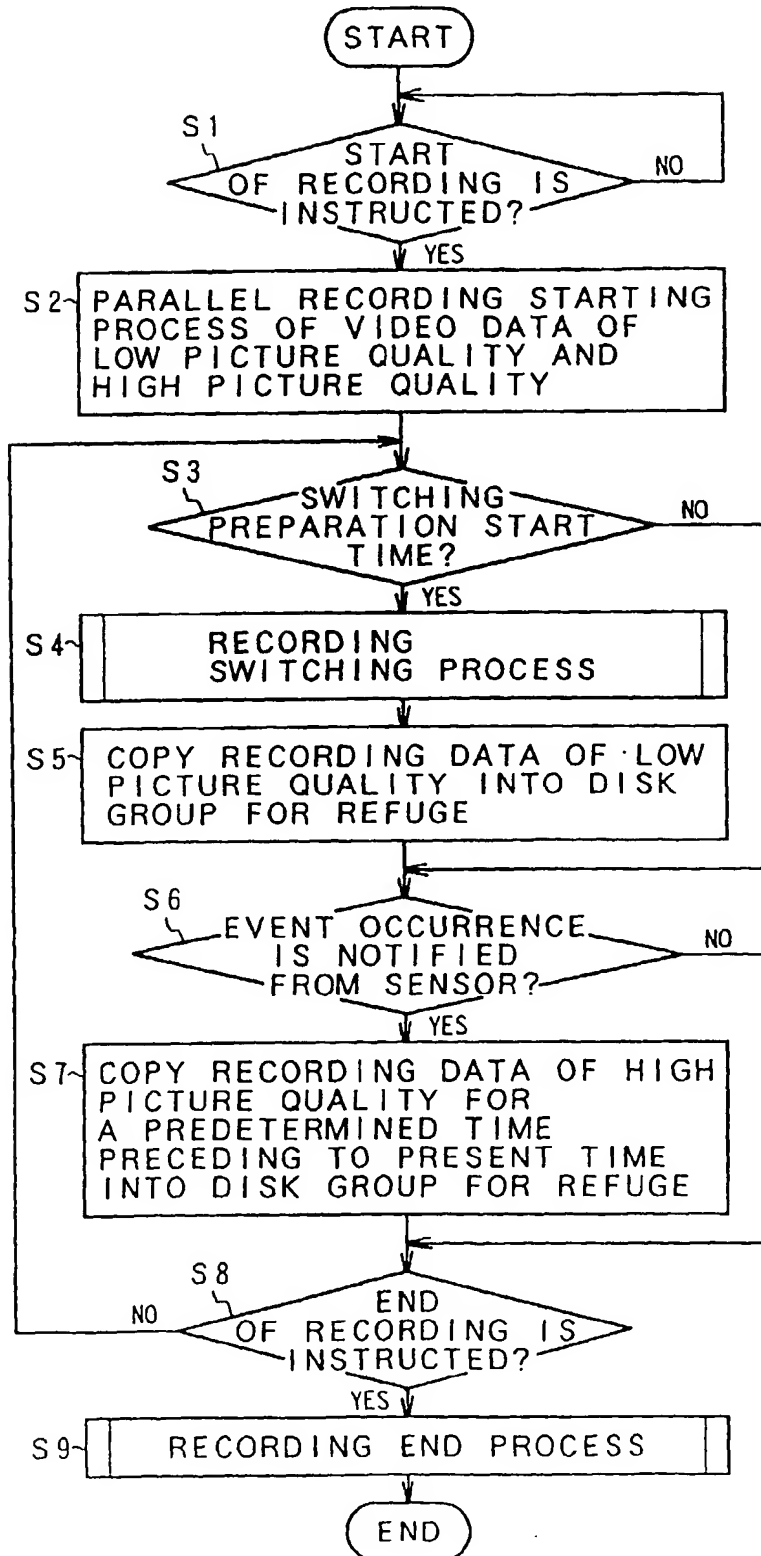 START
S1
START
OF RECORDING IS
INSTRUCTED?
NO
YES
S2
PARALLEL RECORDING STARTING
PROCESS OF VIDEO DATA OF
LOW PICTURE QUALITY AND
HIGH PICTURE QUALITY
S3
SWITCHING
PREPARATION START
TIME?
NO
YES
S4
RECORDING
SWITCHING PROCESS
S5
COPY RECORDING DATA OF LOW
PICTURE QUALITY INTO DISK
GROUP FOR REFUGE
S6
EVENT OCCURRENCE
IS NOTIFIED
FROM SENSOR?
NO
YES
S7
COPY RECORDING DATA OF HIGH
PICTURE QUALITY FOR
A PREDETERMINED TIME
PRECEDING TO PRESENT TIME
INTO DISK GROUP FOR REFUGE
S8
END
OF RECORDING IS
INSTRUCTED?
NO
YES
S9
RECORDING END PROCESS
END